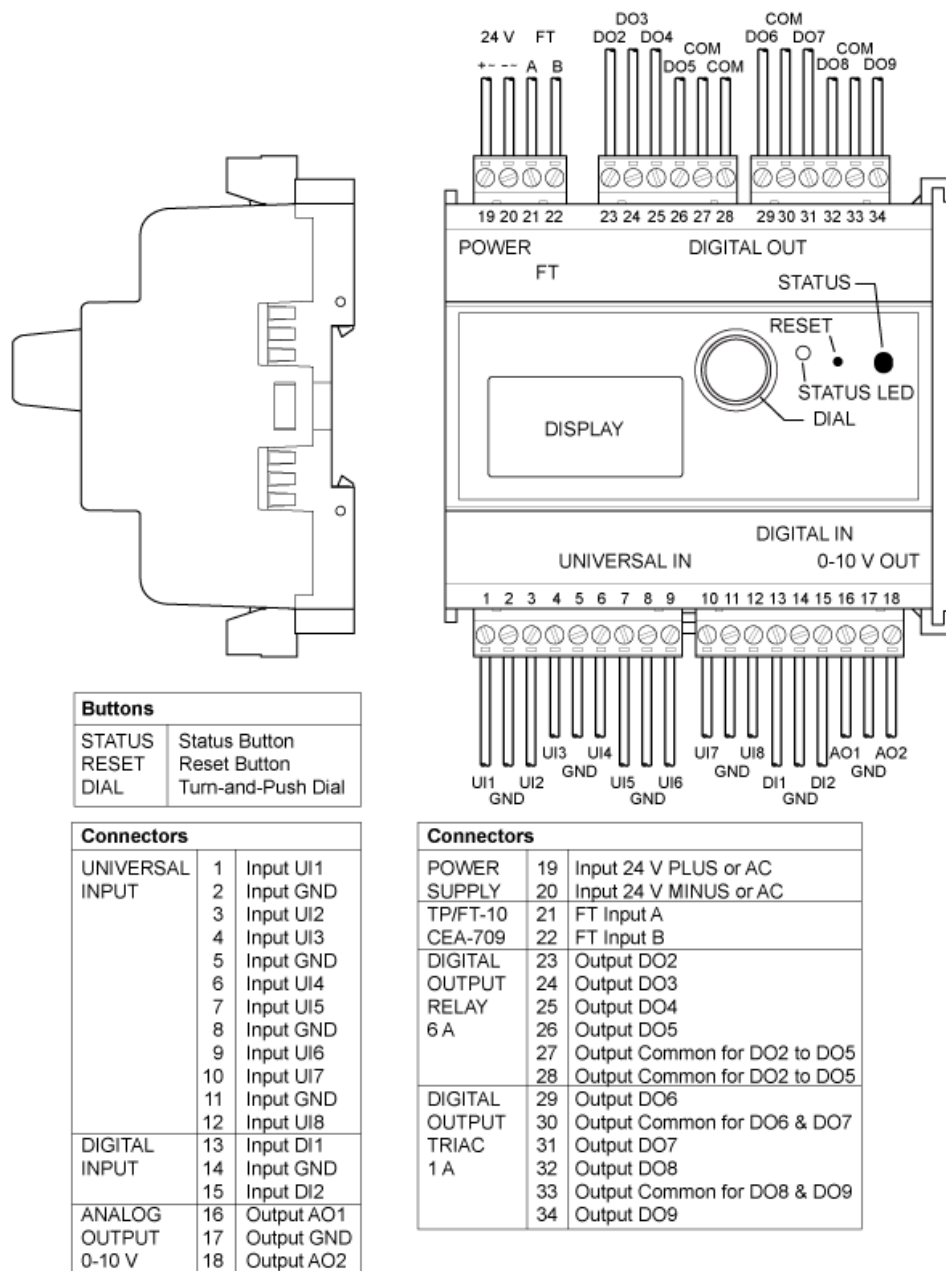 24 V FT
+~ -~ A B
DO3
DO2 DO4
COM
DO5 COM
COM
DO6 DO7
COM
DO8 DO9
19 20 21 22
23 24 25 26 27 28
29 30 31 32 33 34
POWER
FT
DIGITAL OUT
STATUS
RESET
STATUS LED
DIAL
DISPLAY
DIGITAL IN
UNIVERSAL IN
0-10 V OUT
1 2 3 4 5 6 7 8 9
10 11 12 13 14 15 16 17 18
UI3 UI4
GND
UI1 UI2 UI5 UI6
GND GND
UI7 UI8 AO1 AO2
GND GND
DI1 DI2
GND
Buttons
STATUS Status Button
RESET Reset Button
DIAL Turn-and-Push Dial
Connectors
UNIVERSAL 1 Input UI1
INPUT 2 Input GND
3 Input UI2
4 Input UI3
5 Input GND
6 Input UI4
7 Input UI5
8 Input GND
9 Input UI6
10 Input UI7
11 Input GND
12 Input UI8
DIGITAL 13 Input DI1
INPUT 14 Input GND
15 Input DI2
ANALOG 16 Output AO1
OUTPUT 17 Output GND
0-10 V 18 Output AO2
Connectors
POWER 19 Input 24 V PLUS or AC
SUPPLY 20 Input 24 V MINUS or AC
TP/FT-10 21 FT Input A
CEA-709 22 FT Input B
DIGITAL 23 Output DO2
OUTPUT 24 Output DO3
RELAY 25 Output DO4
6 A 26 Output DO5
27 Output Common for DO2 to DO5
28 Output Common for DO2 to DO5
DIGITAL 29 Output DO6
OUTPUT 30 Output Common for DO6 & DO7
TRIAC 31 Output DO7
1 A 32 Output DO8
33 Output Common for DO8 & DO9
34 Output DO9